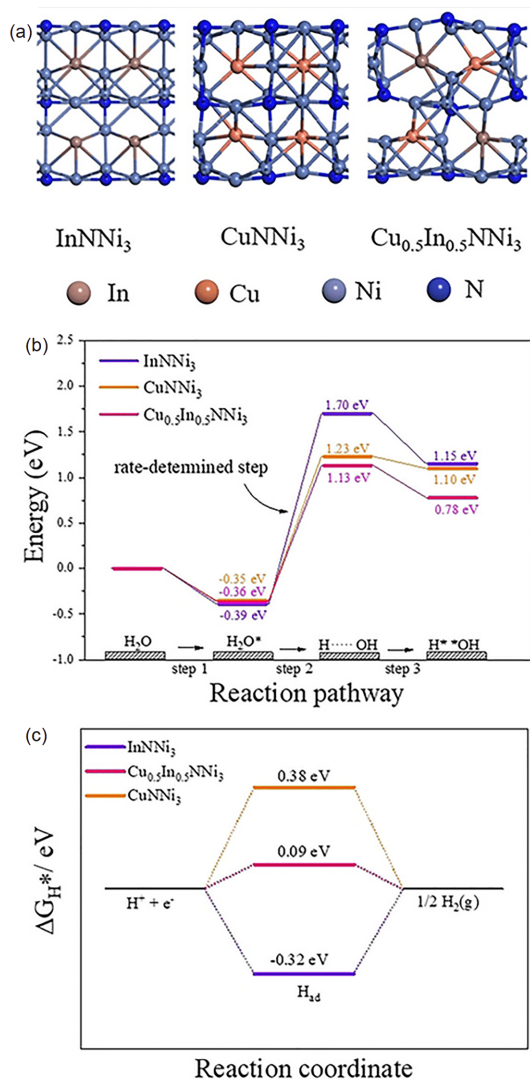 (a)
InNNi3 CuNNi3 Cu0.5In0.5NNi3
In Cu Ni N
(b)
2.5
2.0
1.5
1.0
0.5
0.0
-0.5
-1.0
Energy (eV)
InNNi3
CuNNi3
Cu0.5In0.5NNi3
rate-determined step
1.70 eV
1.23 eV
1.13 eV
1.15 eV
1.10 eV
0.78 eV
-0.35 eV
-0.36 eV
-0.39 eV
H2O H2O* H····· OH H* *OH
step 1 step 2 step 3
Reaction pathway
(c)
InNNi3
Cu0.5In0.5NNi3
CuNNi3
ΔGH*/ eV
0.38 eV
0.09 eV
H+ + e- 1/2 H2(g)
-0.32 eV
Had
Reaction coordinate